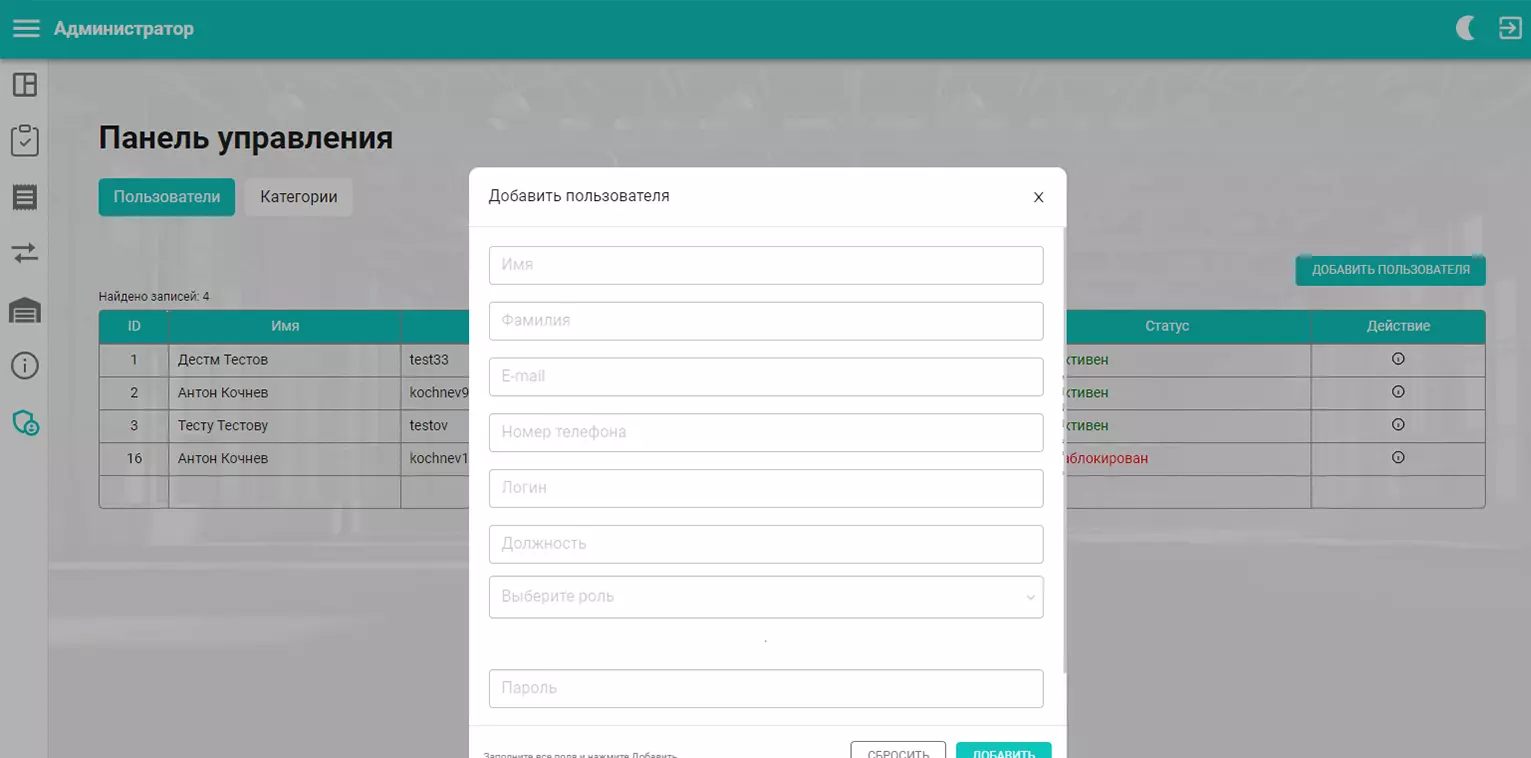 Администратор
Панель управления
Пользователи Категории
Добавить пользователя X
Имя
ДОБАВИТЬ ПОЛЬЗОВАТЕЛЯ
Найдено записей: 4
Фамилия
ID Имя Статус Действие
1 Дестм Тестов test33 ктивен
E-mail
2 Антон Кочнев kochnev9 ктивен
3 Тесту Тестову testov ктивен
Номер телефона
16 Антон Кочнев kochnev1 аблокирован
Логин
Должность
Выберите роль
Пароль
Заполните все поля и нажмите Добавить
СБРОСИТЬ ДОБАВИТЬ